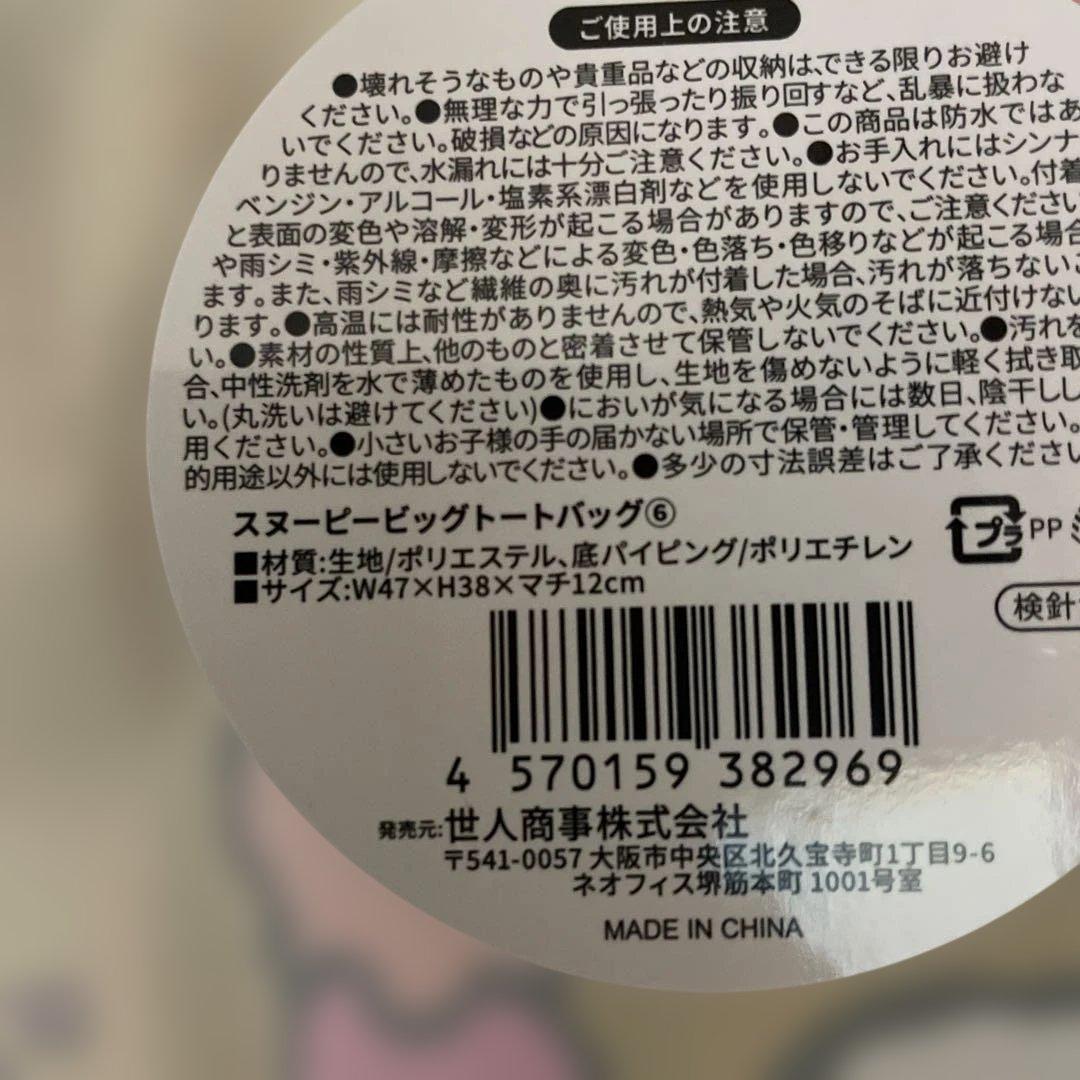 ご使用上の注意
●壊れそうなものや貴重品などの収納は、できる限りお避け
ください。●無理な力で引っ張ったり振り回すなど、乱暴に扱わな
いでください。破損などの原因になります。●この商品は防水ではあ
りませんので、水漏れには十分ご注意ください。●お手入れにはシンナ
ベンジン・アルコール・塩素系漂白剤などを使用しないでください。付着
と表面の変色や溶解・変形が起こる場合がありますので、ご注意ください
や雨シミ・紫外線・摩擦などによる変色・色落ち・色移りなどが起こる場合
ます。また、雨シミなど繊維の奥に汚れが付着した場合、汚れが落ちないこ
ります。●高温には耐性がありませんので、熱気や火気のそばに近付けない
い。●素材の性質上、他のものと密着させて保管しないでください。●汚れを
合、中性洗剤を水で薄めたものを使用し、生地を傷めないように軽く拭き取
い。(丸洗いは避けてください)●においが気になる場合には数日、陰干しし
用ください。●小さいお子様の手の届かない場所で保管・管理してください。
的用途以外には使用しないでください。●多少の寸法誤差はご了承ください
スヌーピービッグトートバッグ⑥
■材質:生地/ポリエステル、底パイピング/ポリエチレン
■サイズ:W47×H38×マチ12cm
プラ PP
検針
4 570159 382969
発売元:世人商事株式会社
〒541-0057 大阪市中央区北久宝寺町1丁目9-6
ネオフィス堺筋本町 1001号室
MADE IN CHINA